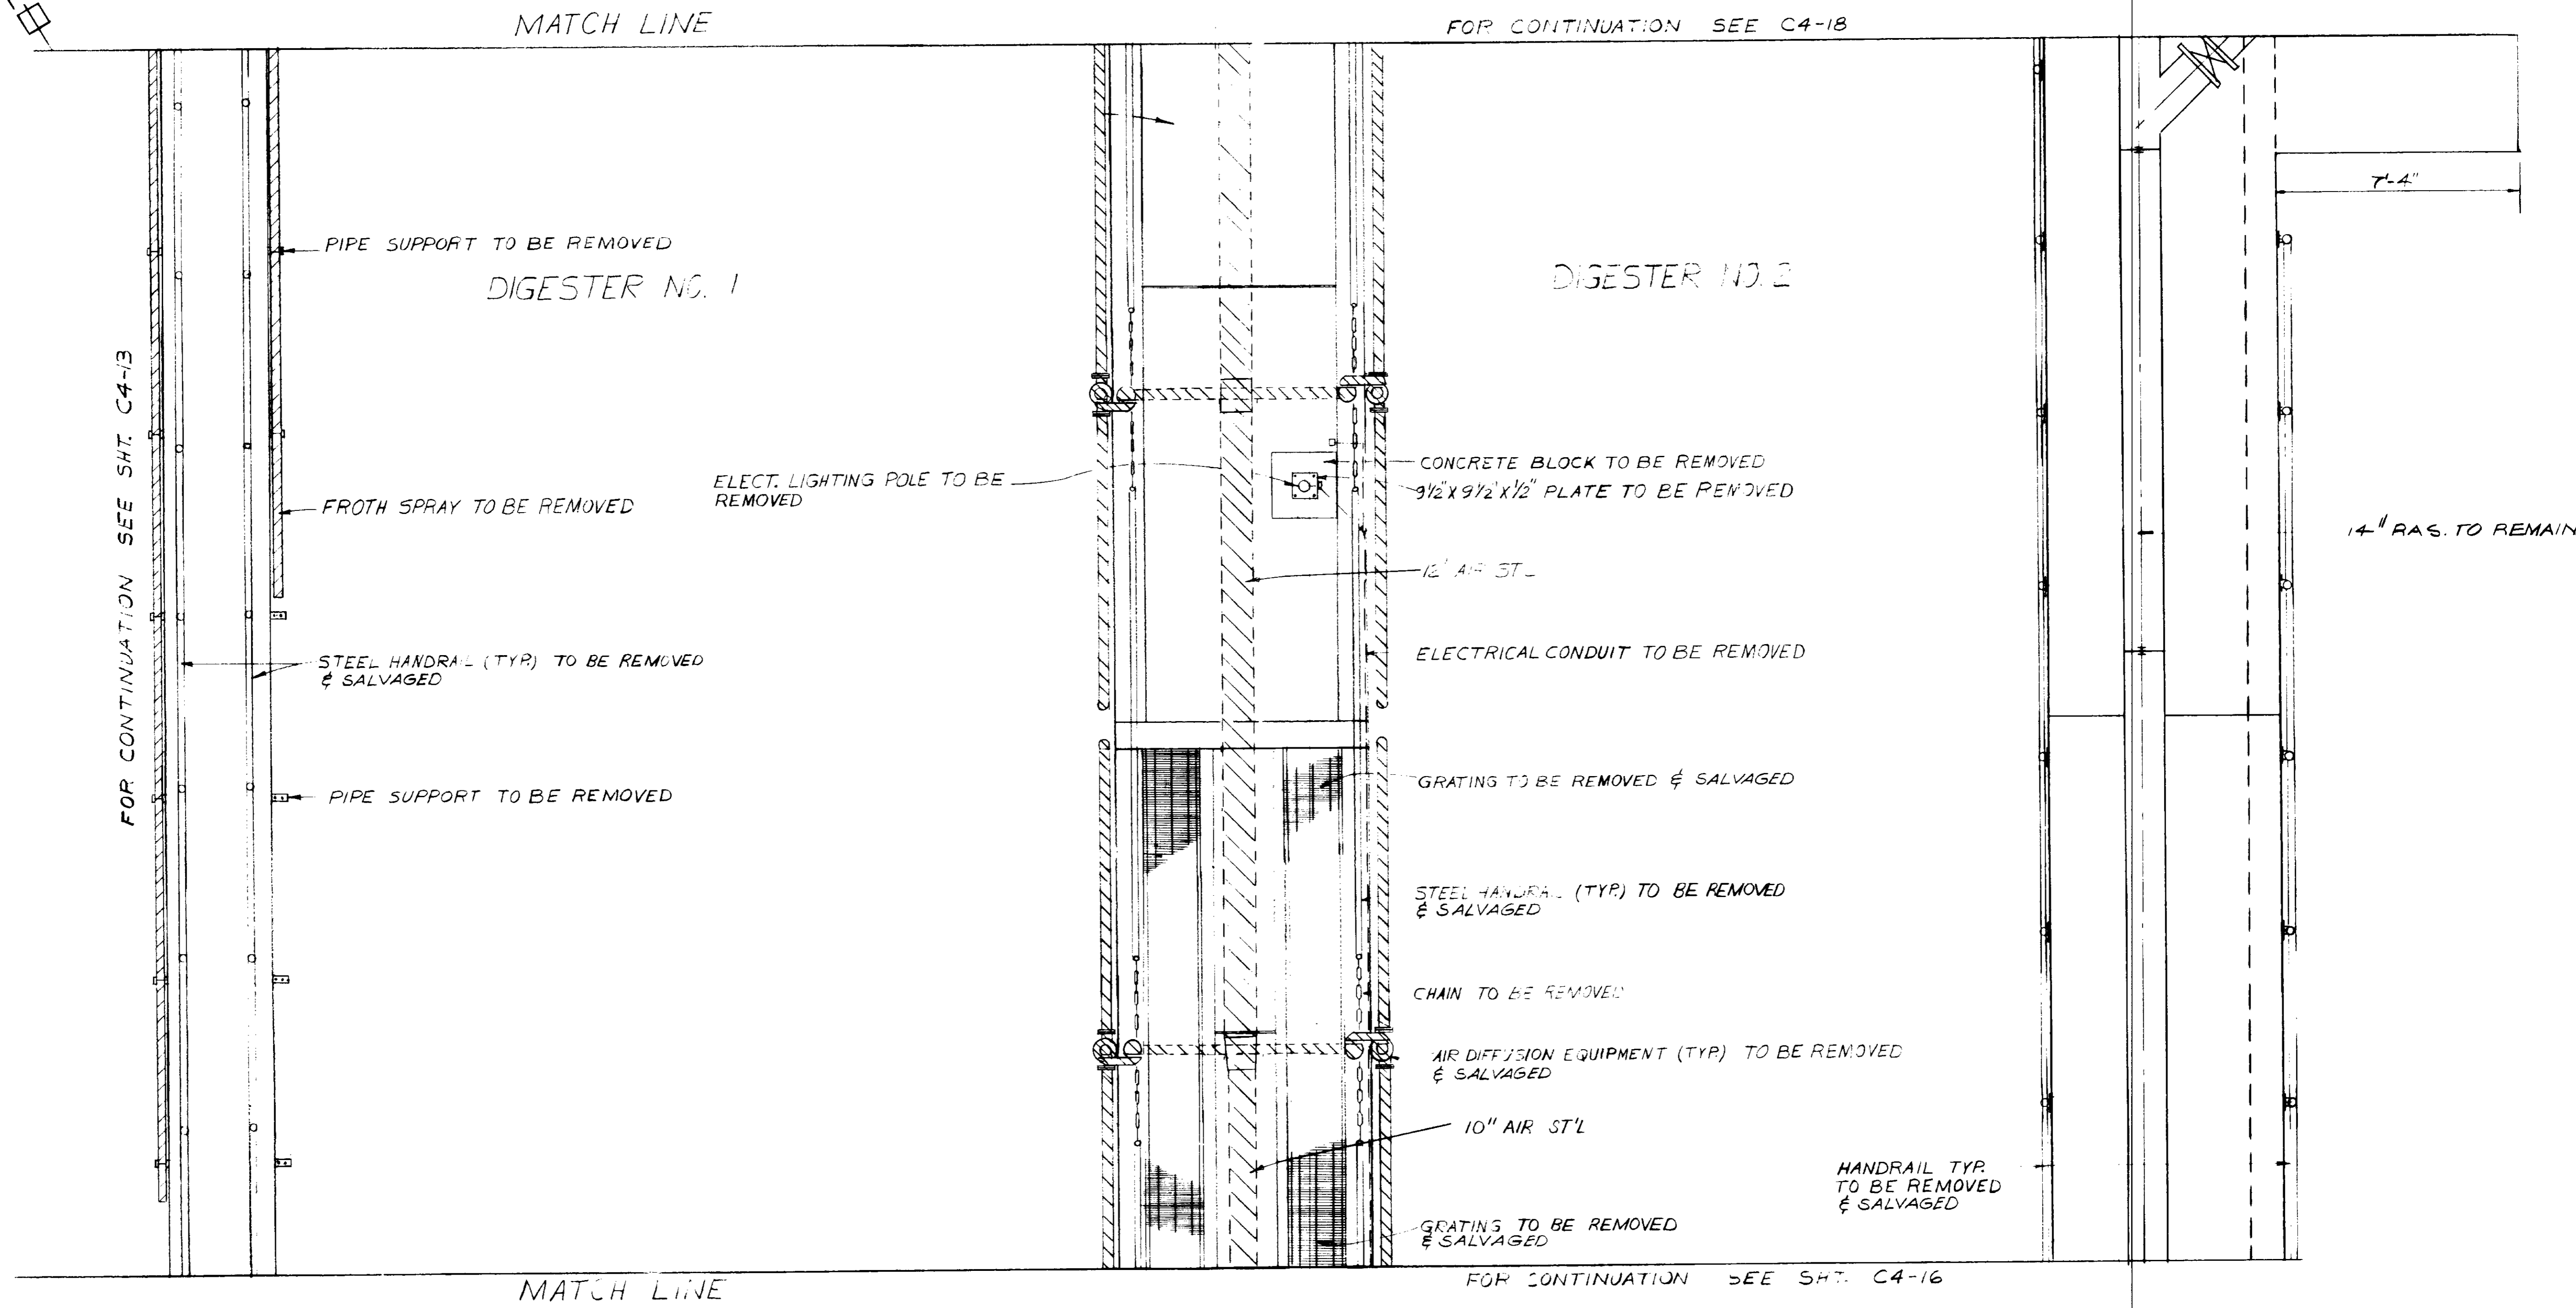 MATCH LINE
FOR CONTINUATION SEE C4-18
7'-4"
PIPE SUPPORT TO BE REMOVED
DIGESTER NO. 1
DIGESTER NO. 2
FOR CONTINUATION SEE SHT. C4-13
ELECT. LIGHTING POLE TO BE
REMOVED
CONCRETE BLOCK TO BE REMOVED
9½"X9½"X½" PLATE TO BE REMOVED
FROTH SPRAY TO BE REMOVED
14" RAS. TO REMAIN
12" AIR ST'L
STEEL HANDRAIL (TYP.) TO BE REMOVED
& SALVAGED
ELECTRICAL CONDUIT TO BE REMOVED
PIPE SUPPORT TO BE REMOVED
GRATING TO BE REMOVED & SALVAGED
STEEL HANDRAIL (TYP.) TO BE REMOVED
& SALVAGED
CHAIN TO BE REMOVED
AIR DIFFUSION EQUIPMENT (TYP.) TO BE REMOVED
& SALVAGED
10" AIR ST'L
HANDRAIL TYP.
TO BE REMOVED
& SALVAGED
GRATING TO BE REMOVED
& SALVAGED
MATCH LINE
FOR CONTINUATION SEE SHT. C4-16